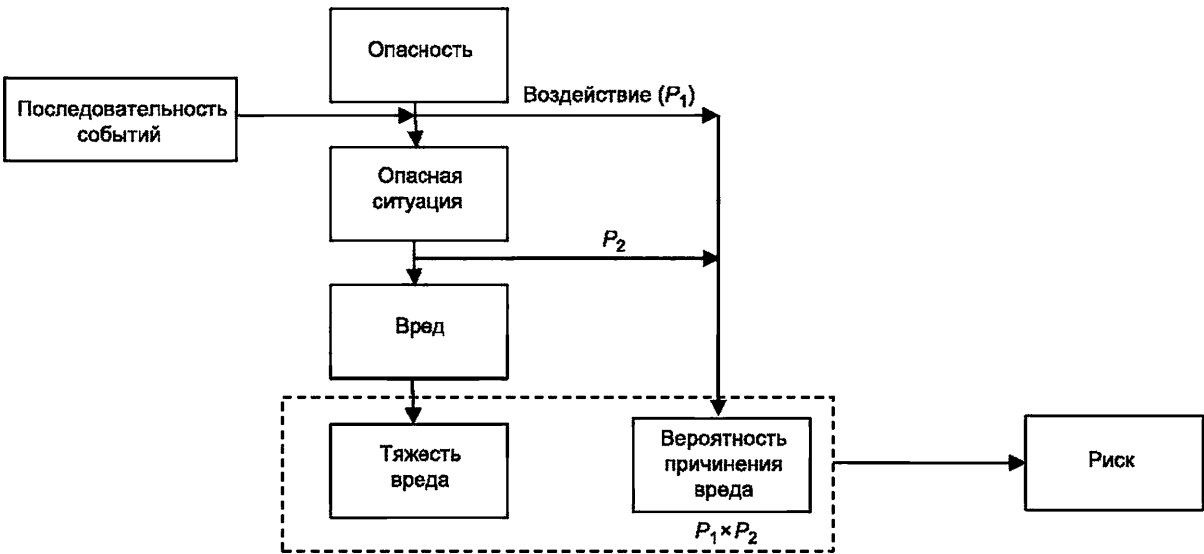 Опасность
Последовательность
событий
Воздействие (P₁)
Опасная
ситуация
P₂
Вред
Тяжесть
вреда
Вероятность
причинения
вреда
P₁×P₂
Риск